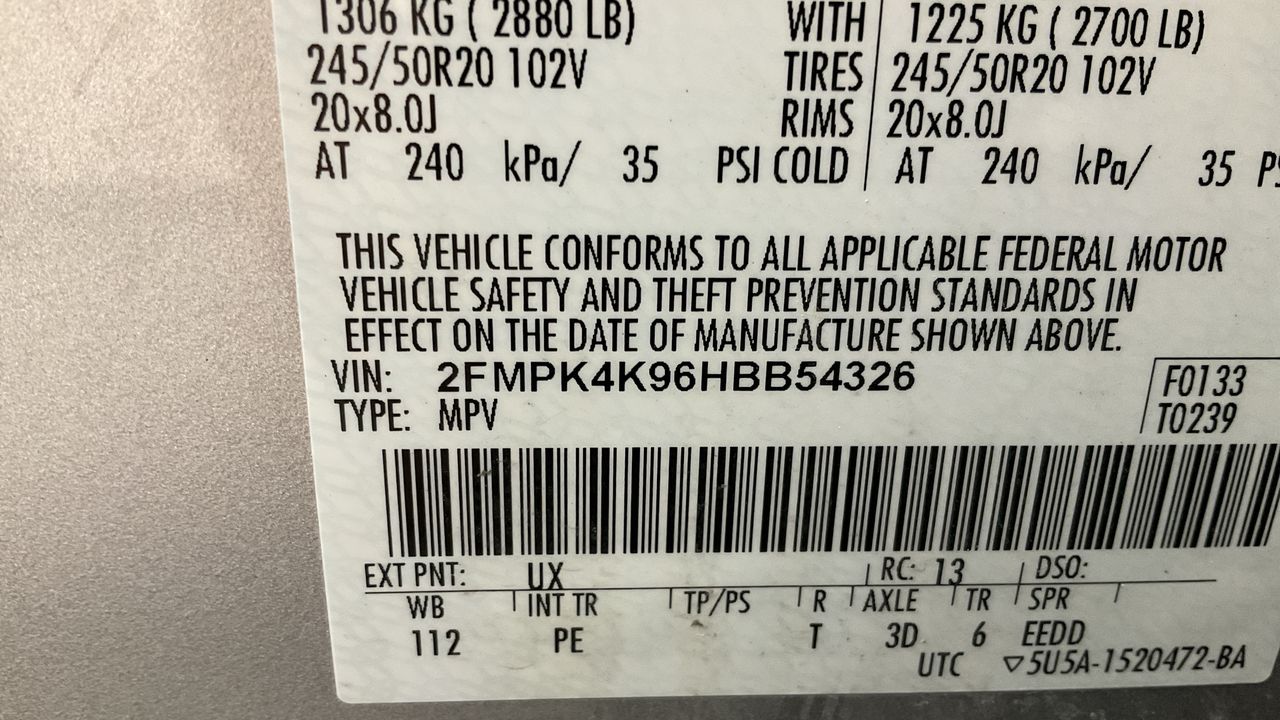 1306 KG ( 2880 LB) WITH 1225 KG ( 2700 LB)
245/50R20 102V TIRES 245/50R20 102V
20x8.0J RIMS 20x8.0J
AT 240 kPa/ 35 PSI COLD AT 240 kPa/ 35
THIS VEHICLE CONFORMS TO ALL APPLICABLE FEDERAL MOTOR
VEHICLE SAFETY AND THEFT PREVENTION STANDARDS IN
EFFECT ON THE DATE OF MANUFACTURE SHOWN ABOVE.
VIN: 2FMPK4K96HBB54326 F0133
TYPE: MPV T0239
EXT PNT: UX RC: 13 DSO:
WB INT TR TP/PS R AXLE TR SPR
112 PE T 3D 6 EEDD
UTC ▽5U5A-1520472-BA